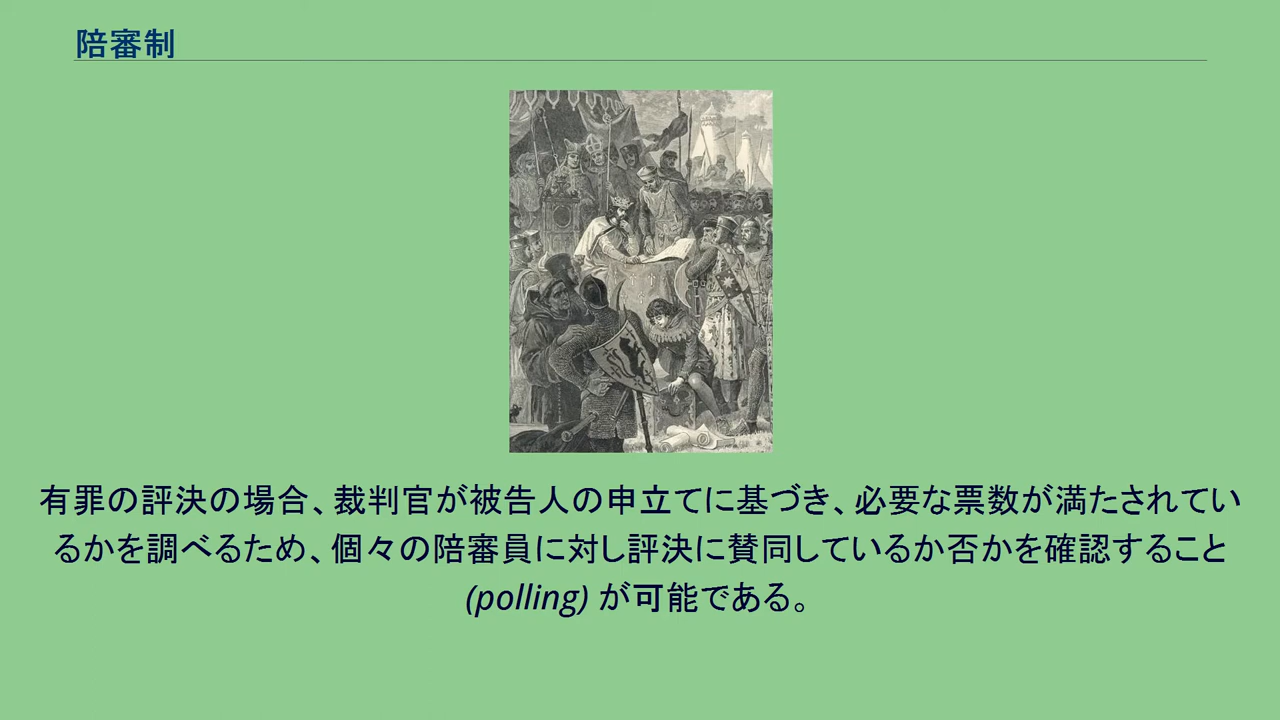 陪審制
有罪の評決の場合、裁判官が被告人の申立てに基づき、必要な票数が満たされてい
るかを調べるため、個々の陪審員に対し評決に賛同しているか否かを確認すること
(polling) が可能である。